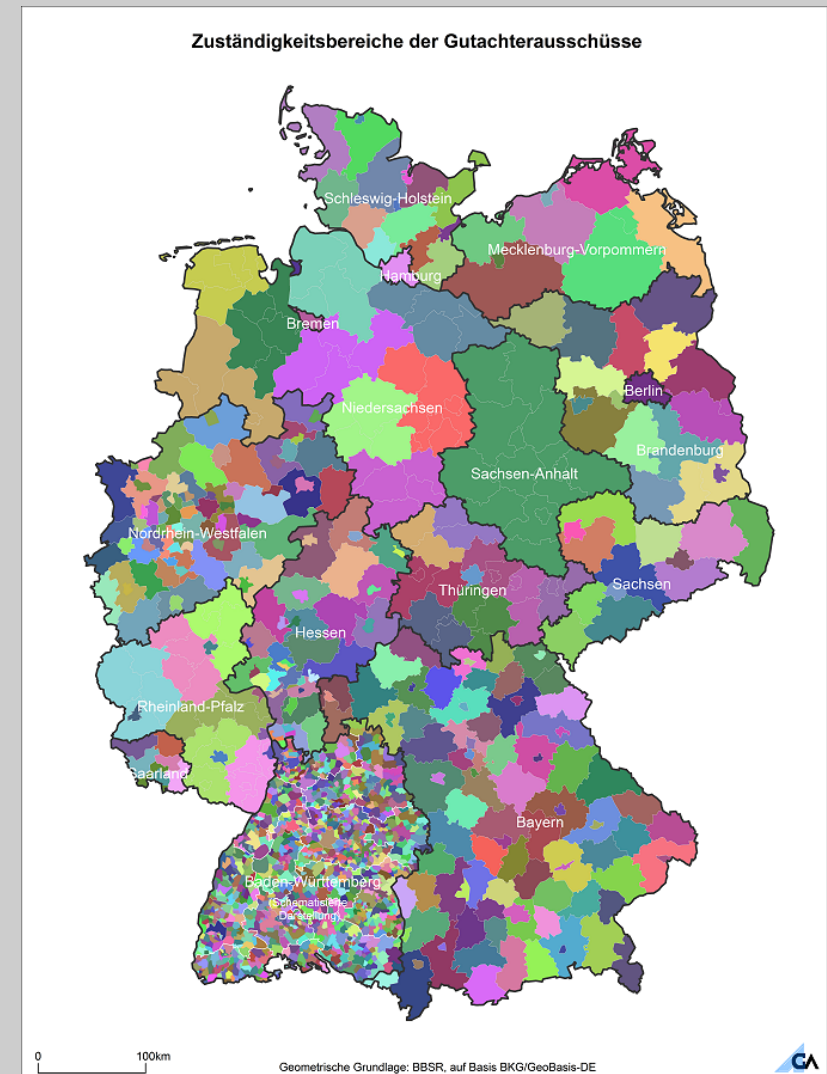 Zuständigkeitsbereiche der Gutachterausschüsse
Schleswig-Holstein
Mecklenburg-Vorpommern
Hamburg
Bremen
Berlin
Niedersachsen
Brandenburg
Sachsen-Anhalt
Nordrhein-Westfalen
Sachsen
Thüringen
Hessen
Rheinland-Pfalz
Saarland
Bayern
Baden-Württemberg
(Schematisierte
Darstellung)
0
100km
Geometrische Grundlage: BBSR, auf Basis BKG/GeoBasis-DE
GA